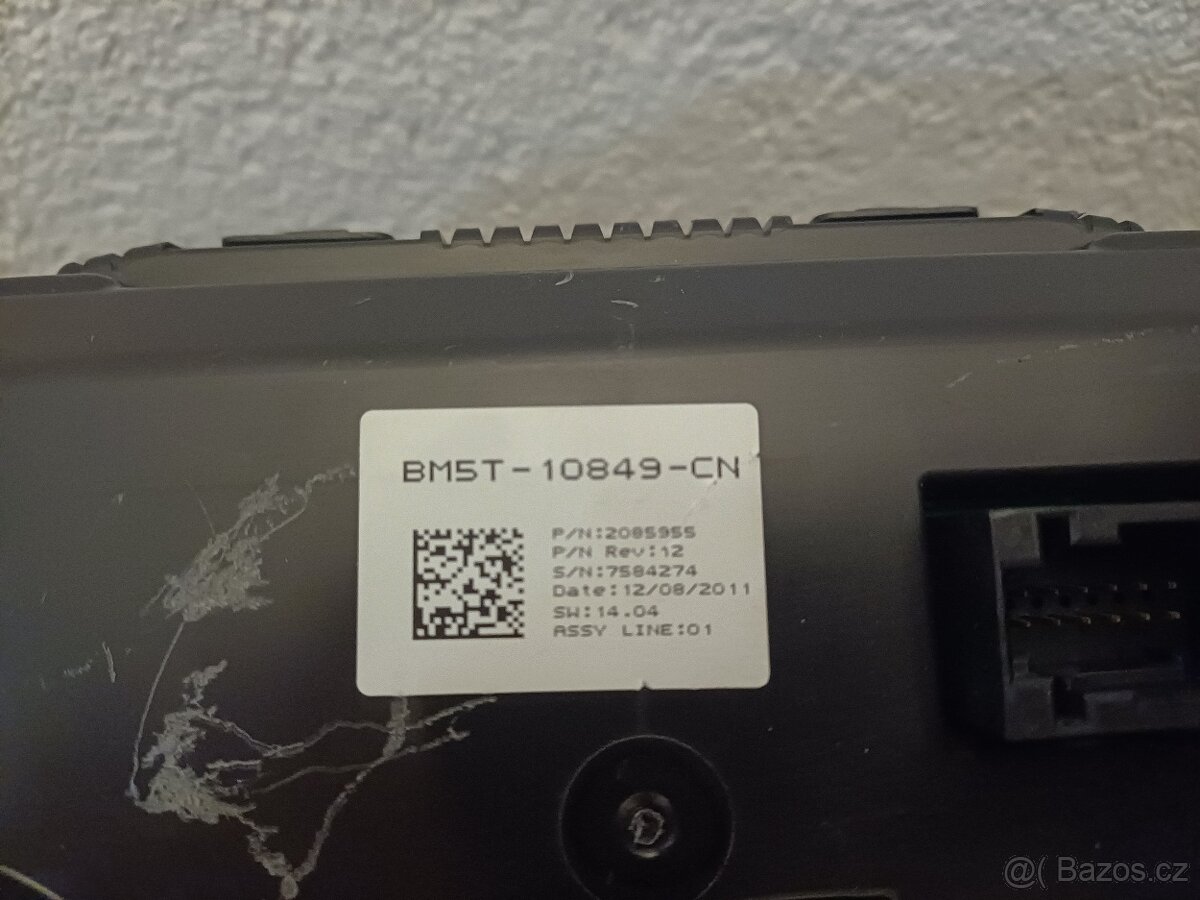 BM5T-10849-CN
P/N:2085955
P/N Rev:12
S/N:7584274
Date:12/08/2011
SW:14.04
ASSY LINE:01
@( Bazos.cz